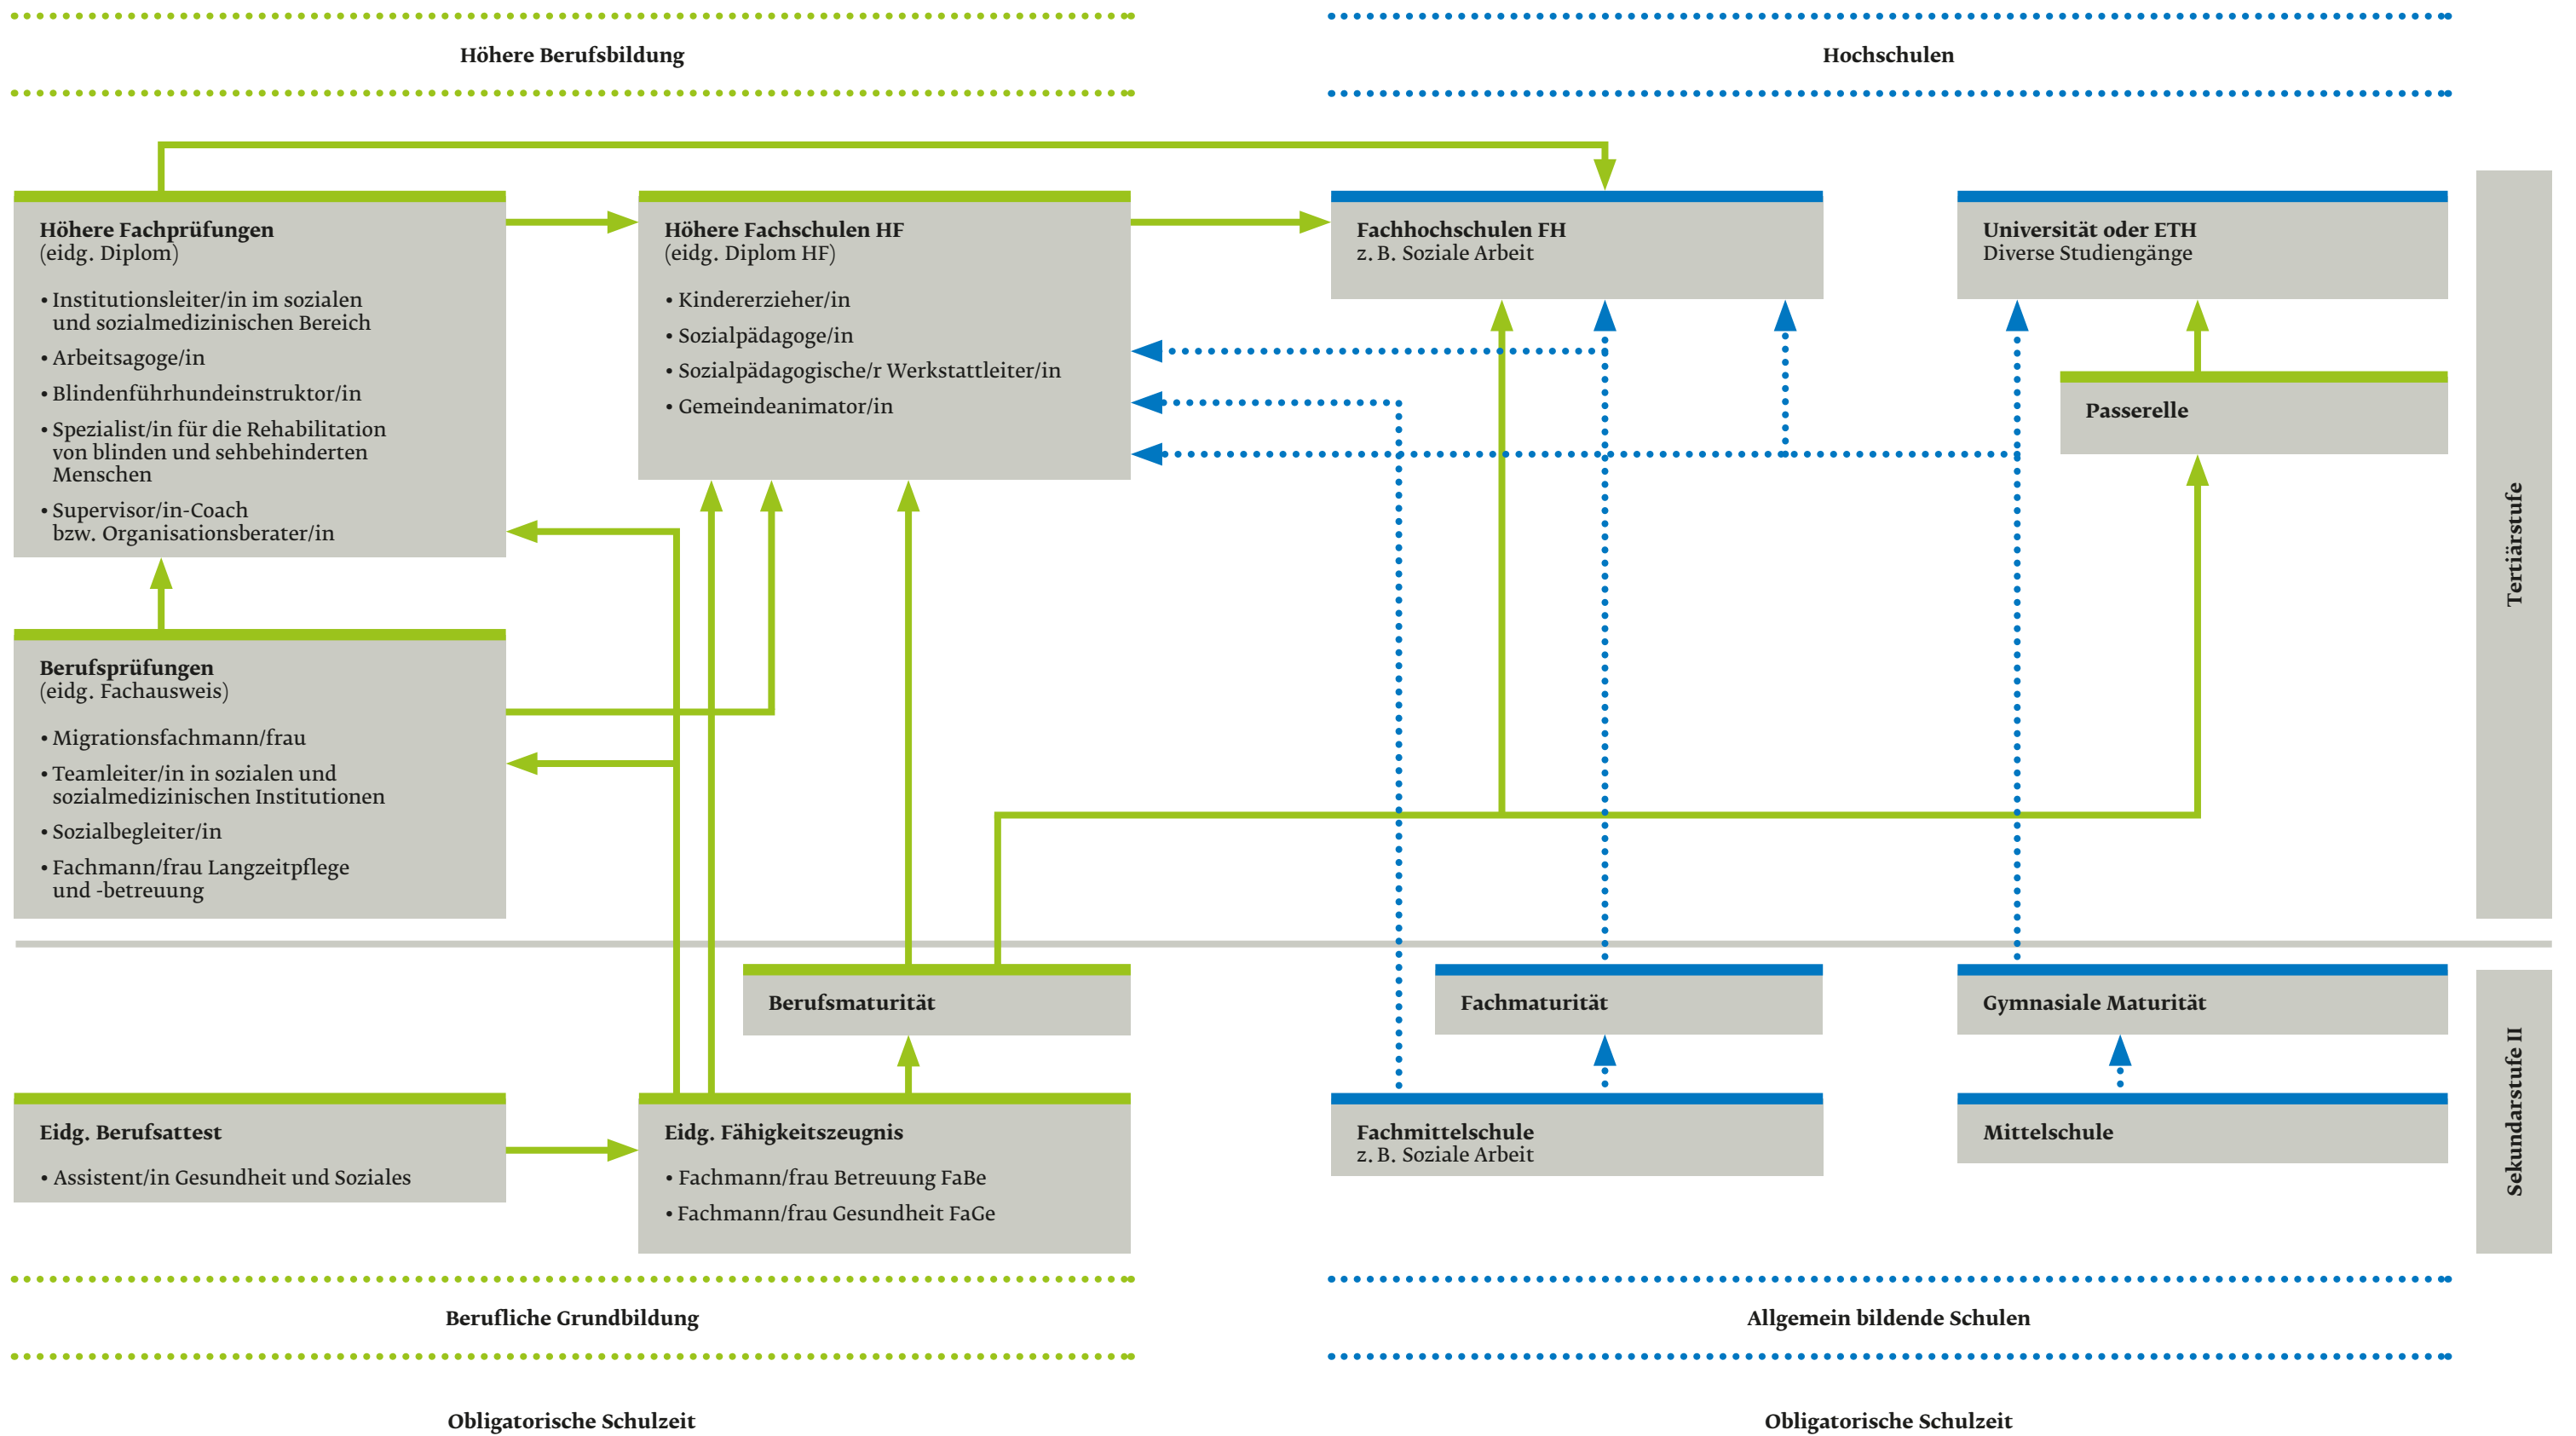 Höhere Berufsbildung
Hochschulen
Höhere Fachprüfungen
(eidg. Diplom)
• Institutionsleiter/in im sozialen
und sozialmedizinischen Bereich
• Arbeitsagoge/in
• Blindenführhundeinstruktor/in
• Spezialist/in für die Rehabilitation
von blinden und sehbehinderten
Menschen
• Supervisor/in-Coach
bzw. Organisationsberater/in
Höhere Fachschulen HF
(eidg. Diplom HF)
• Kindererzieher/in
• Sozialpädagoge/in
• Sozialpädagogische/r Werkstattleiter/in
• Gemeindeanimator/in
Fachhochschulen FH
z. B. Soziale Arbeit
Universität oder ETH
Diverse Studiengänge
Passerelle
Tertiärstufe
Berufsprüfungen
(eidg. Fachausweis)
• Migrationsfachmann/frau
• Teamleiter/in in sozialen und
sozialmedizinischen Institutionen
• Sozialbegleiter/in
• Fachmann/frau Langzeitpflege
und -betreuung
Berufsmaturität
Fachmaturität
Gymnasiale Maturität
Eidg. Berufsattest
• Assistent/in Gesundheit und Soziales
Eidg. Fähigkeitszeugnis
• Fachmann/frau Betreuung FaBe
• Fachmann/frau Gesundheit FaGe
Fachmittelschule
z. B. Soziale Arbeit
Mittelschule
Sekundarstufe II
Berufliche Grundbildung
Allgemein bildende Schulen
Obligatorische Schulzeit
Obligatorische Schulzeit